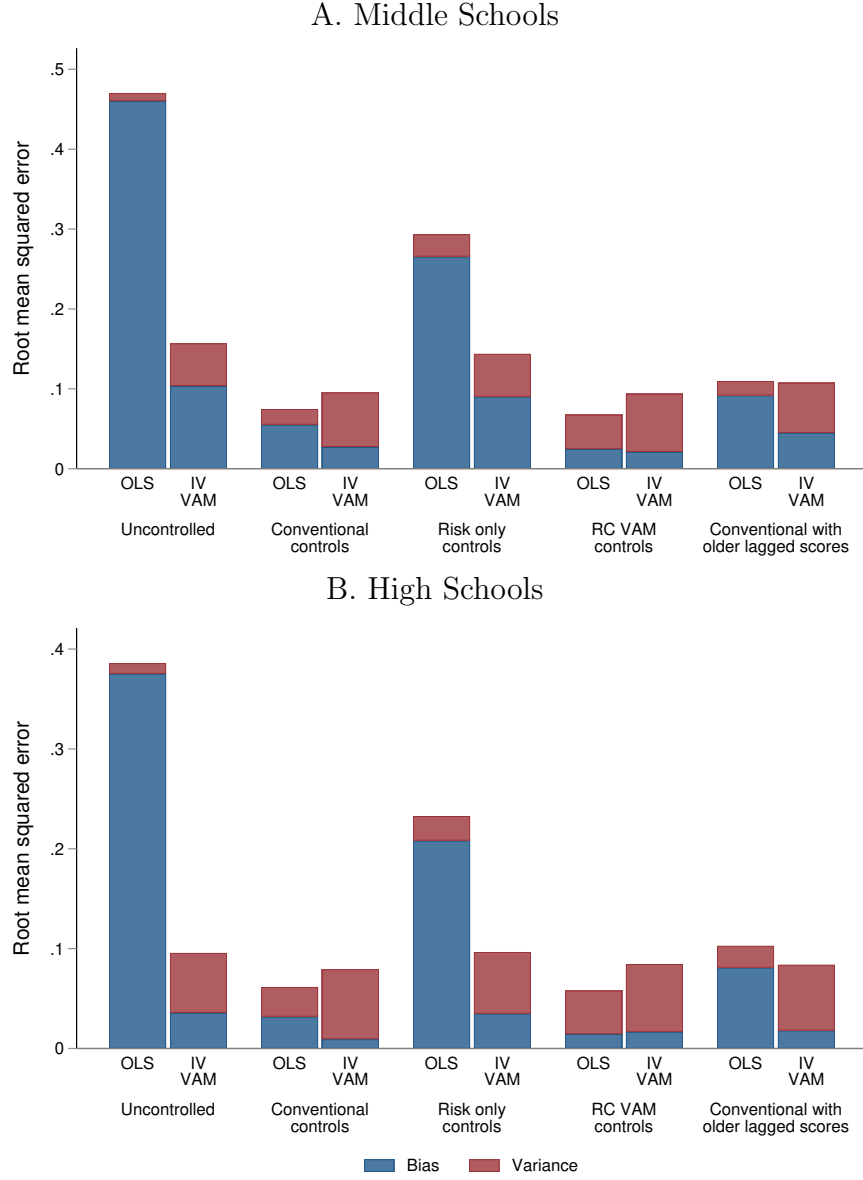 A. Middle Schools
Root mean squared error
.5
.4
.3
.2
.1
0
OLS IV VAM OLS IV VAM OLS IV VAM OLS IV VAM OLS IV VAM
Uncontrolled
Conventional controls
Risk only controls
RC VAM controls
Conventional with older lagged scores
B. High Schools
Root mean squared error
.4
.3
.2
.1
0
OLS IV VAM OLS IV VAM OLS IV VAM OLS IV VAM OLS IV VAM
Uncontrolled
Conventional controls
Risk only controls
RC VAM controls
Conventional with older lagged scores
Bias Variance